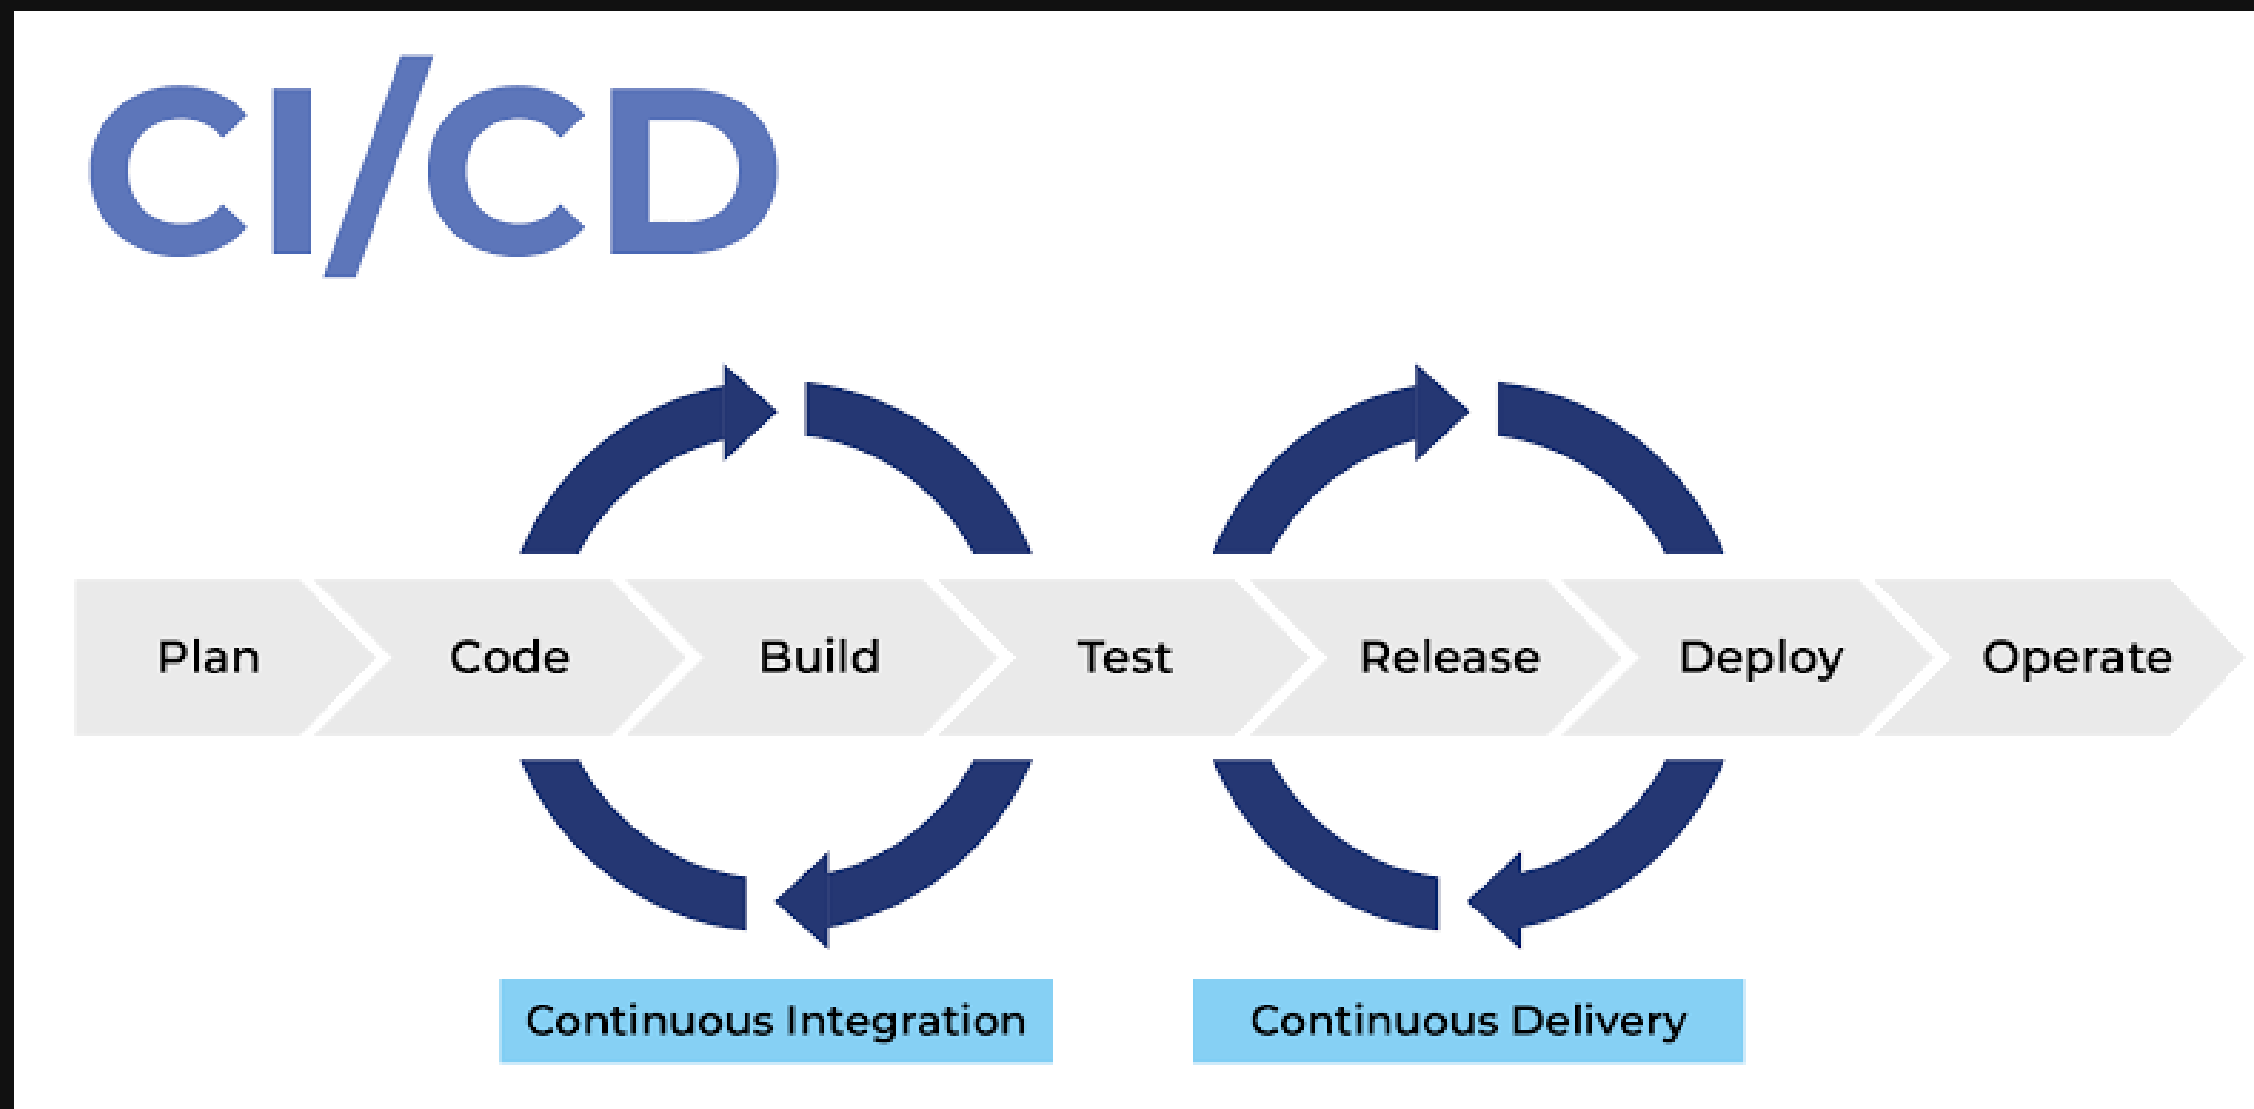 CI/CD
Plan
Code
Build
Test
Release
Deploy
Operate
Continuous Integration
Continuous Delivery